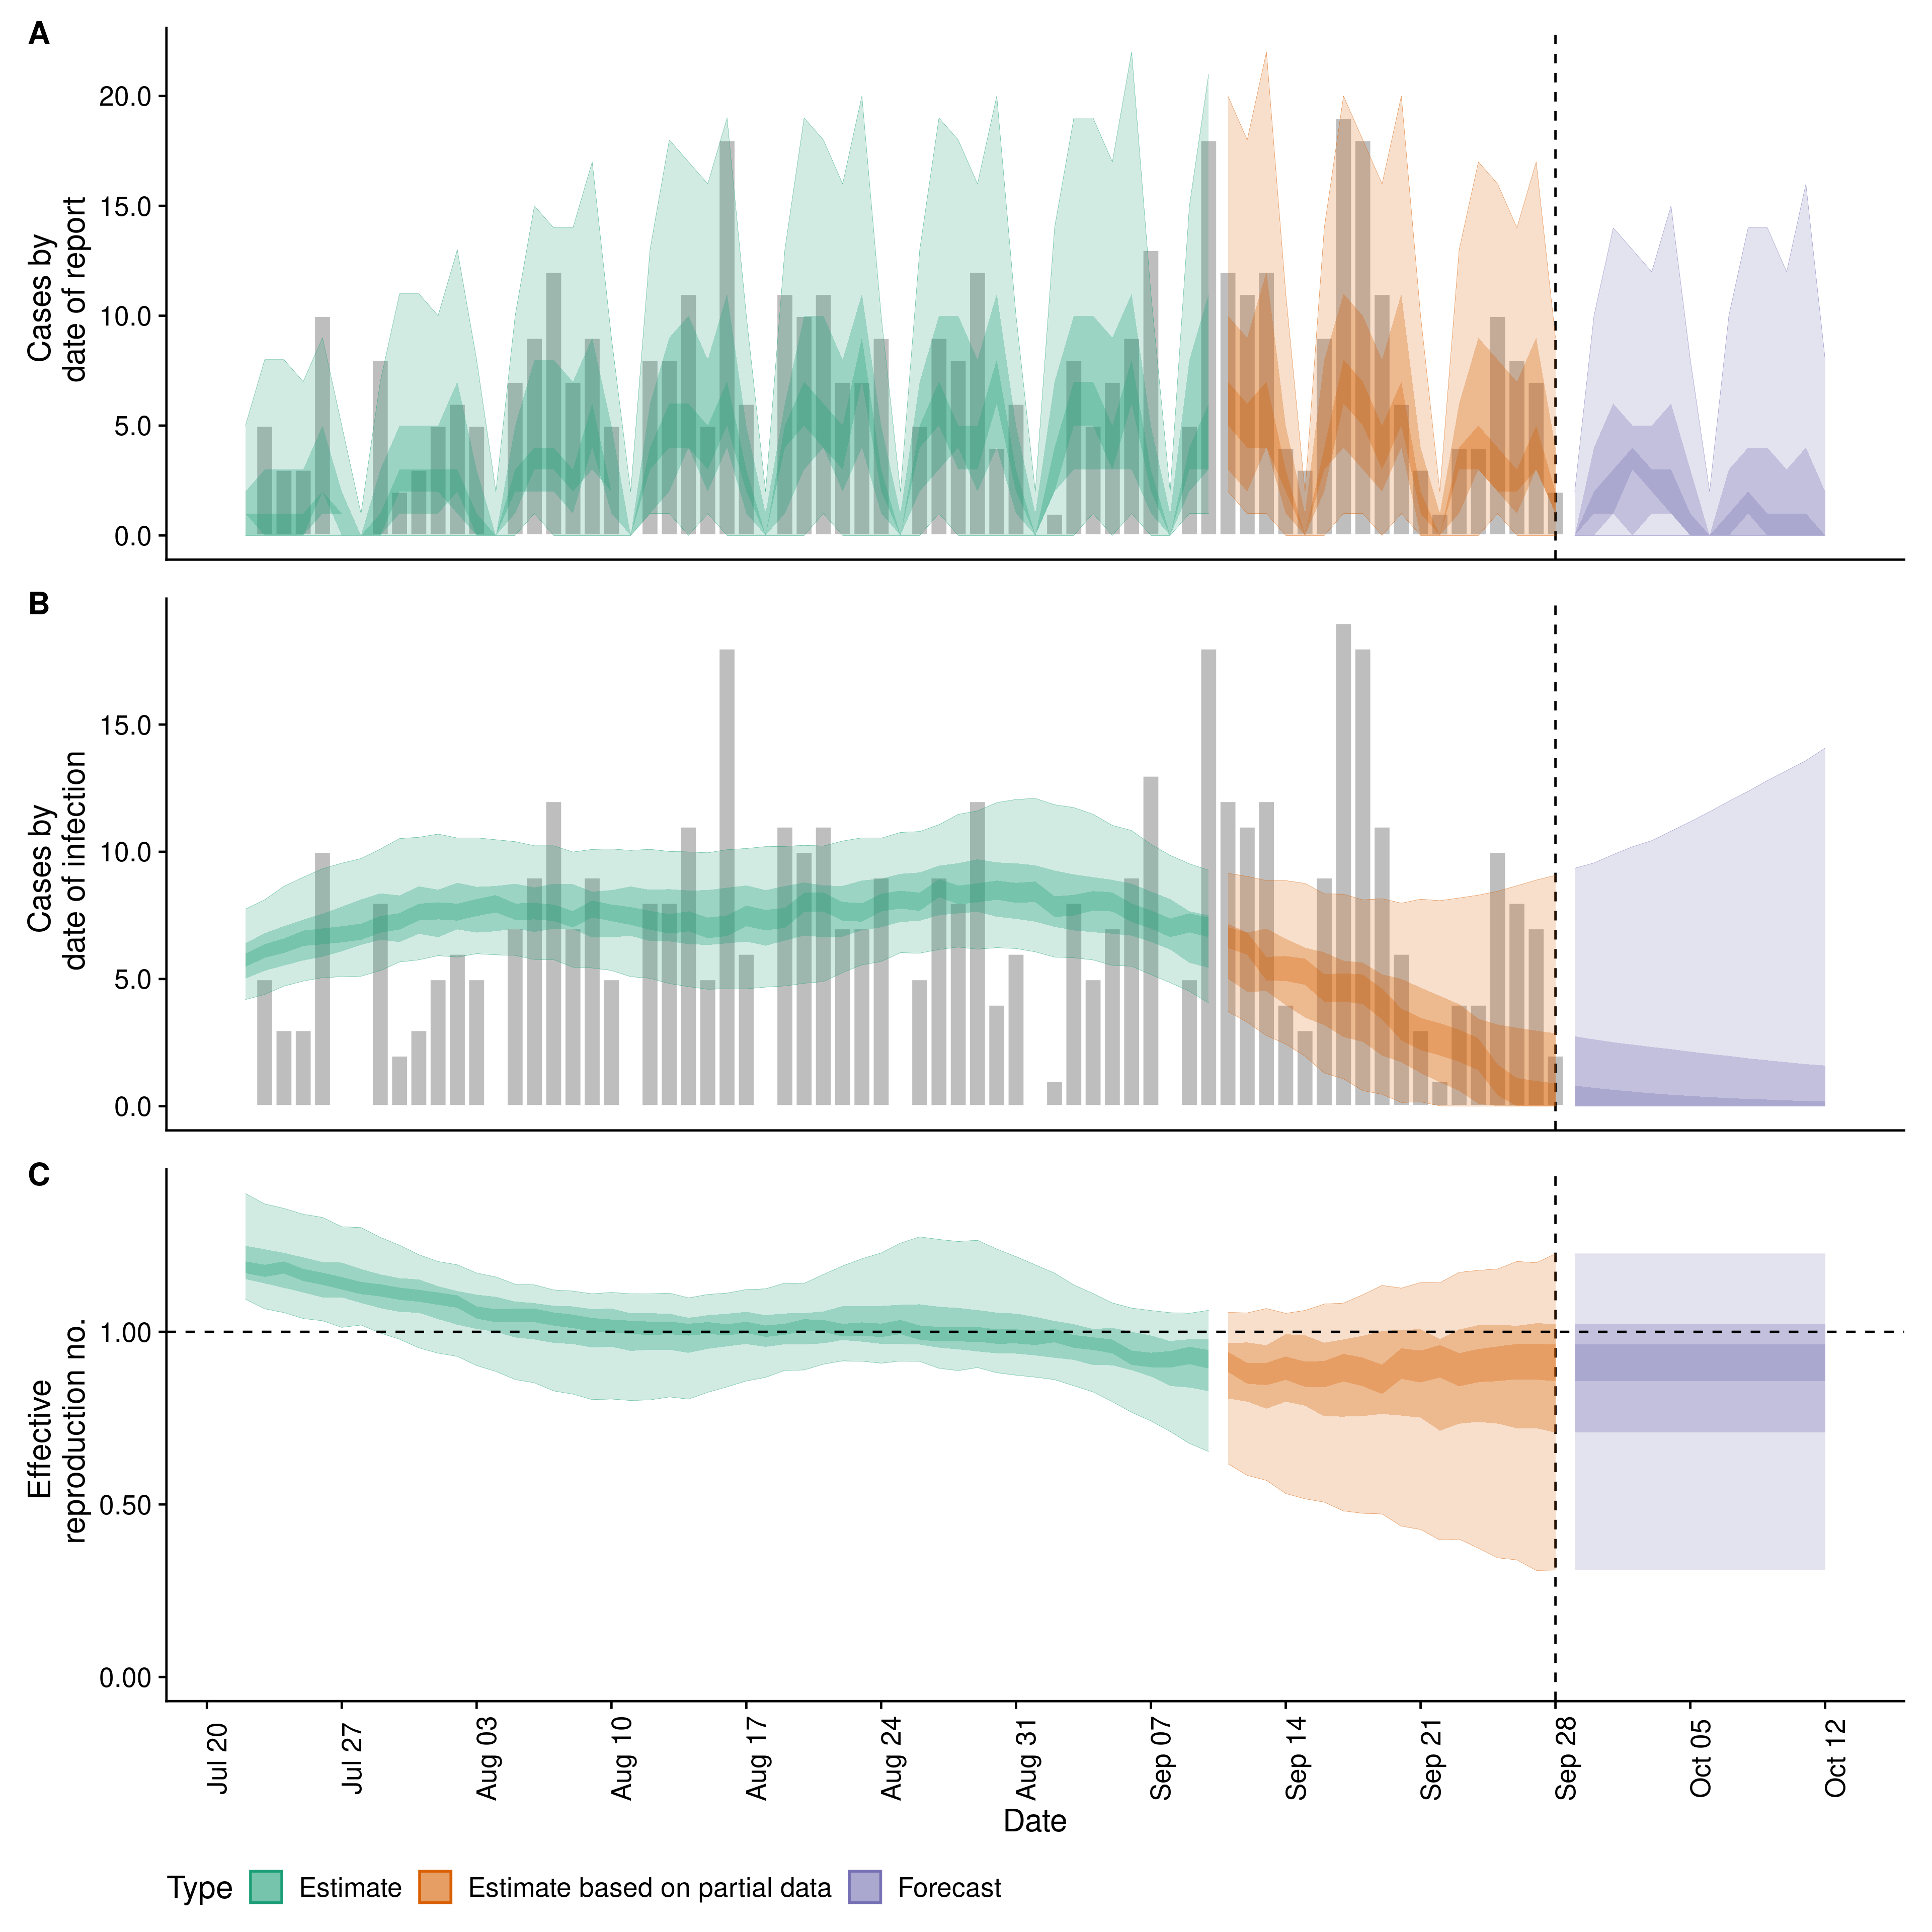 A
Cases by
date of report
20.0
15.0
10.0
5.0
0.0
B
Cases by
date of infection
15.0
10.0
5.0
0.0
C
Effective
reproduction no.
1.00
0.50
0.00
Jul 20
Jul 27
Aug 03
Aug 10
Aug 17
Aug 24
Aug 31
Sep 07
Sep 14
Sep 21
Sep 28
Oct 05
Oct 12
Date
Type Estimate Estimate based on partial data Forecast